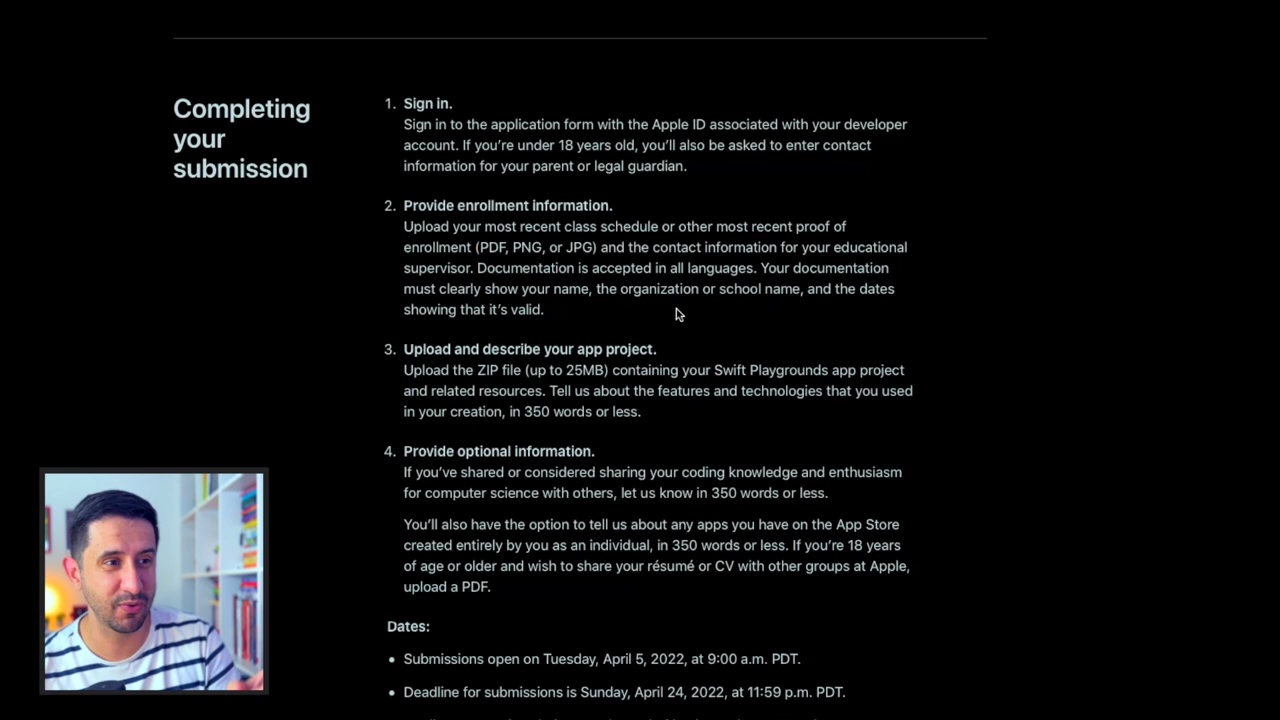 Completing
your
submission
1. Sign in.
Sign in to the application form with the Apple ID associated with your developer
account. If you're under 18 years old, you'll also be asked to enter contact
information for your parent or legal guardian.
2. Provide enrollment information.
Upload your most recent class schedule or other most recent proof of
enrollment (PDF, PNG, or JPG) and the contact information for your educational
supervisor. Documentation is accepted in all languages. Your documentation
must clearly show your name, the organization or school name, and the dates
showing that it's valid.
3. Upload and describe your app project.
Upload the ZIP file (up to 25MB) containing your Swift Playgrounds app project
and related resources. Tell us about the features and technologies that you used
in your creation, in 350 words or less.
4. Provide optional information.
If you've shared or considered sharing your coding knowledge and enthusiasm
for computer science with others, let us know in 350 words or less.
You'll also have the option to tell us about any apps you have on the App Store
created entirely by you as an individual, in 350 words or less. If you're 18 years
of age or older and wish to share your résumé or CV with other groups at Apple,
upload a PDF.
Dates:
• Submissions open on Tuesday, April 5, 2022, at 9:00 a.m. PDT.
• Deadline for submissions is Sunday, April 24, 2022, at 11:59 p.m. PDT.